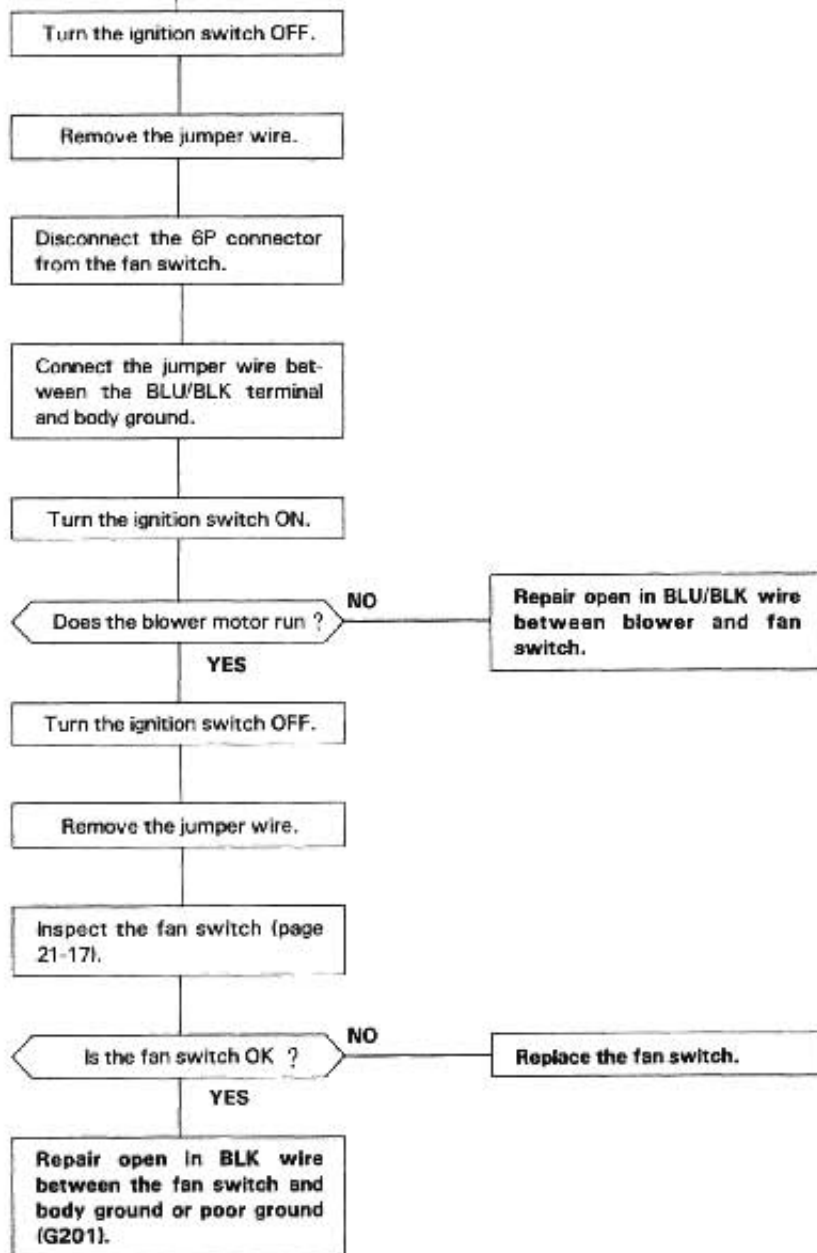 Turn the ignition switch OFF.
Remove the jumper wire.
Disconnect the 6P connector
from the fan switch.
Connect the jumper wire bet-
ween the BLU/BLK terminal
and body ground.
Turn the ignition switch ON.
Does the blower motor run ?
NO
Repair open in BLU/BLK wire
between blower and fan
switch.
YES
Turn the ignition switch OFF.
Remove the jumper wire.
Inspect the fan switch (page
21-17).
Is the fan switch OK ?
NO
Replace the fan switch.
YES
Repair open in BLK wire
between the fan switch and
body ground or poor ground
(G201).